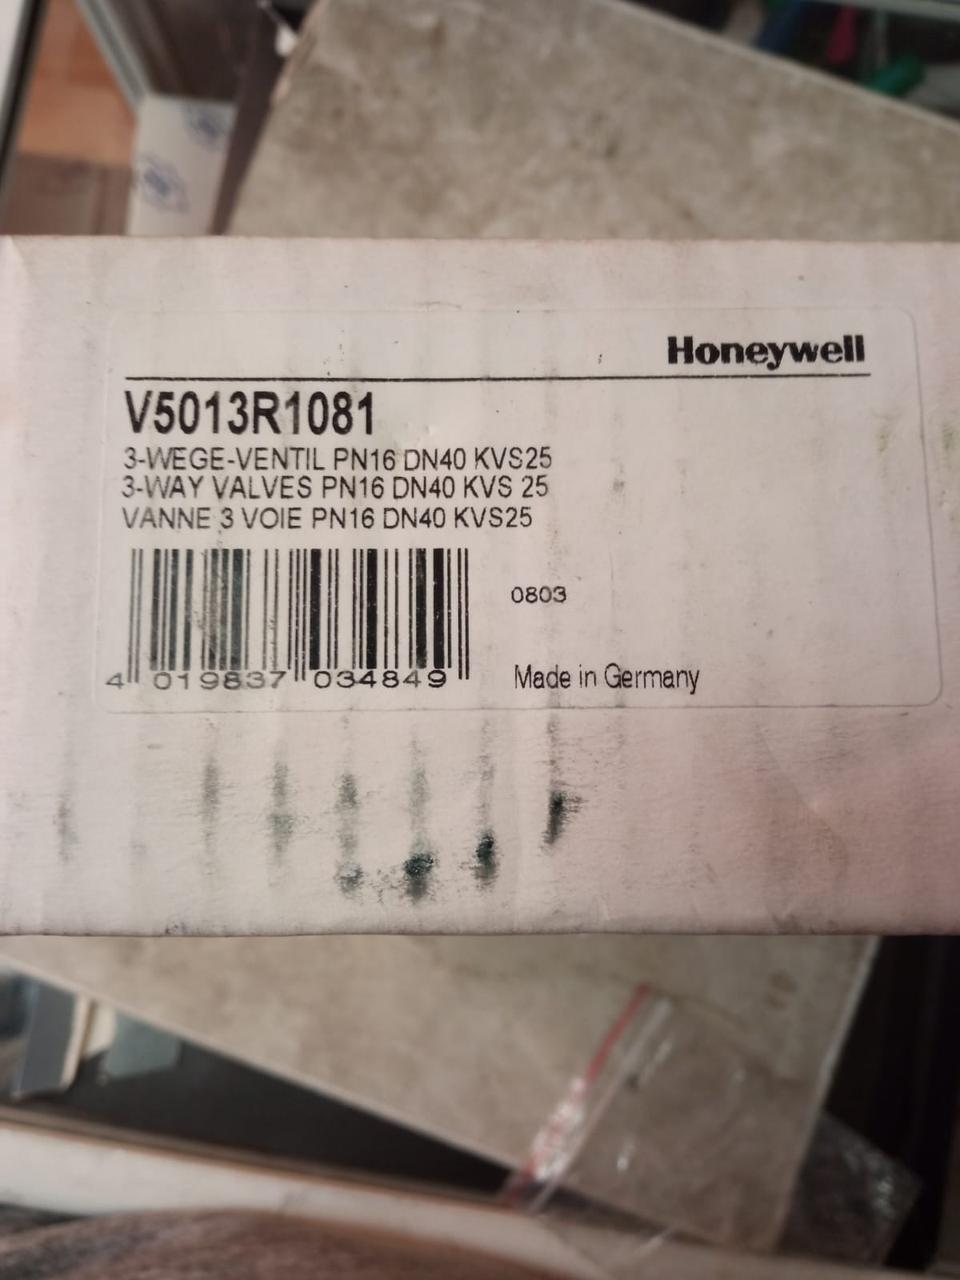 Honeywell
V5013R1081
3-WEGE-VENTIL PN16 DN40 KVS25
3-WAY VALVES PN16 DN40 KVS 25
VANNE 3 VOIE PN16 DN40 KVS25
0803
4 019837 034849
Made in Germany